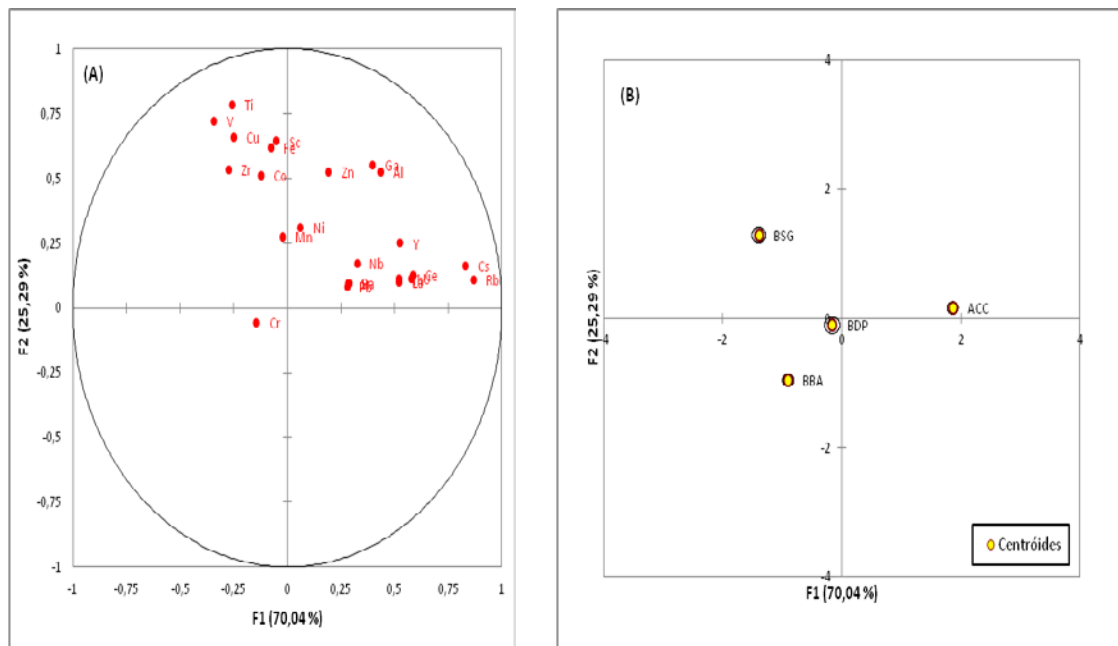 (A)
1
0,75
0,5
0,25
0
-0,25
-0,5
-0,75
-1
Ti
V
Cu
Sc
Fe
Zr
Co
Zn
Ga
Al
Ni
Mn
Y
Nb
Ce
Cs
Rb
La
Cr
-1
-0,75
-0,5
-0,25
0
0,25
0,5
0,75
1
F2 (25,29 %)
F1 (70,04 %)
(B)
4
2
0
-2
-4
BSG
ACC
BDP
BBA
-4
-2
0
2
4
Centróides
F2 (25,29 %)
F1 (70,04 %)